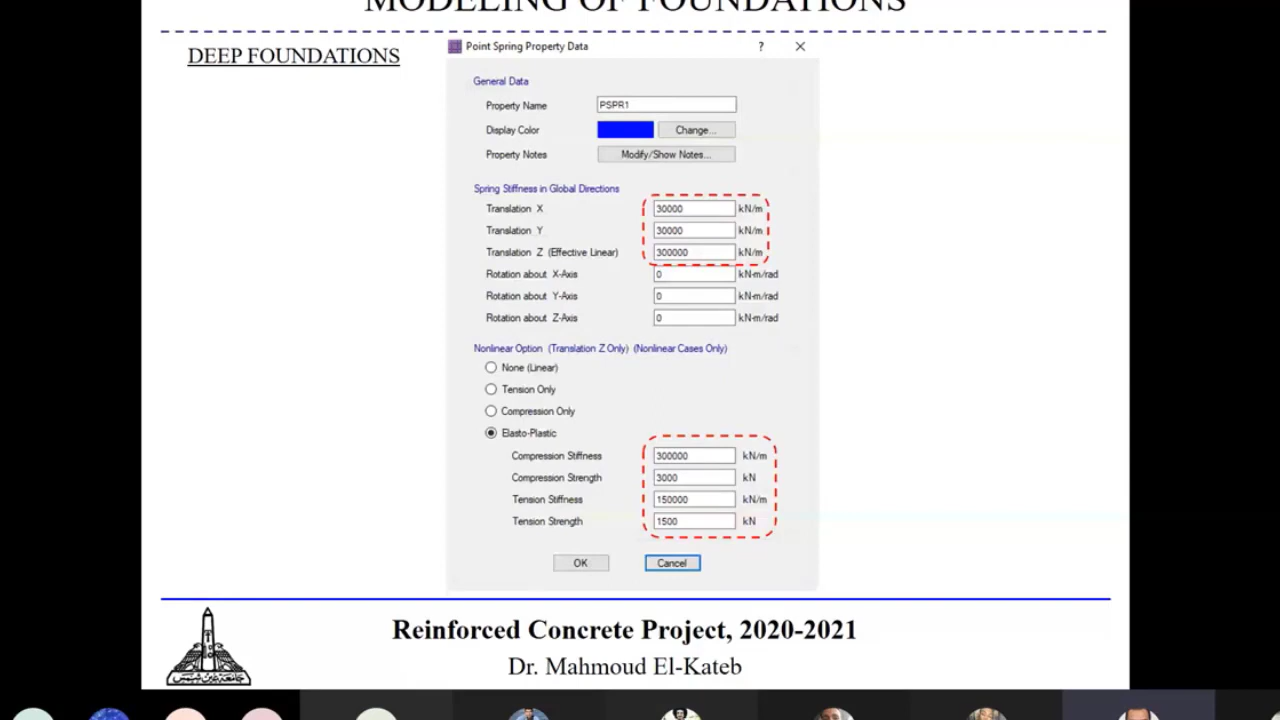 MODELING OF FOUNDATIONS
DEEP FOUNDATIONS
Point Spring Property Data ?
General Data
Property Name PSPR1
Display Color Change...
Property Notes Modify/Show Notes...
Spring Stiffness in Global Directions
Translation X 30000 kN/m
Translation Y 30000 kN/m
Translation Z (Effective Linear) 300000 kN/m
Rotation about X-Axis 0 kN-m/rad
Rotation about Y-Axis 0 kN-m/rad
Rotation about Z-Axis 0 kN-m/rad
Nonlinear Option (Translation Z Only) (Nonlinear Cases Only)
None (Linear)
Tension Only
Compression Only
Elasto-Plastic
Compression Stiffness 300000 kN/m
Compression Strength 3000 kN
Tension Stiffness 150000 kN/m
Tension Strength 1500 kN
OK Cancel
Reinforced Concrete Project, 2020-2021
Dr. Mahmoud El-Kateb
جامعة عين شمس